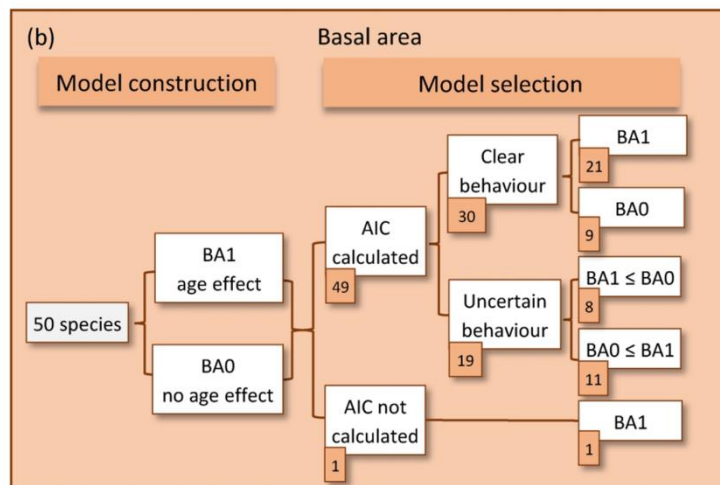 (b)
Basal area
Model construction
Model selection
50 species
BA1
age effect
BA0
no age effect
AIC
calculated
49
AIC not
calculated
1
Clear
behaviour
30
Uncertain
behaviour
19
BA1
21
BA0
9
BA1 ≤ BA0
8
BA0 ≤ BA1
11
BA1
1